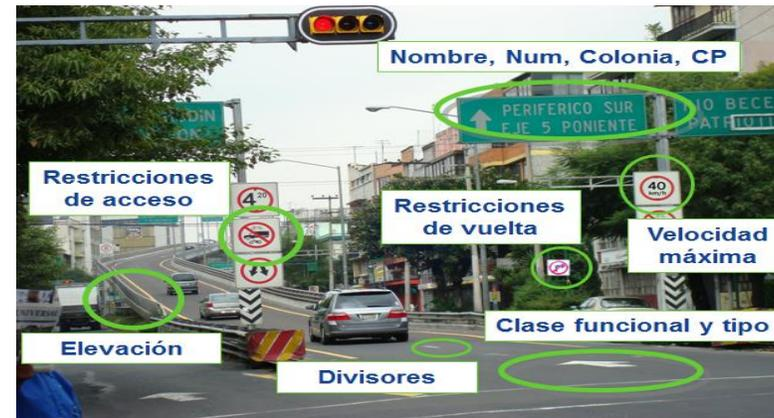 Nombre, Num, Colonia, CP
PERIFERICO SUR
EJE 5 PONIENTE
PATRIOTI
Restricciones
de acceso
4 20
40
km/h
Restricciones
de vuelta
Velocidad
máxima
Elevación
Clase funcional y tipo
Divisores